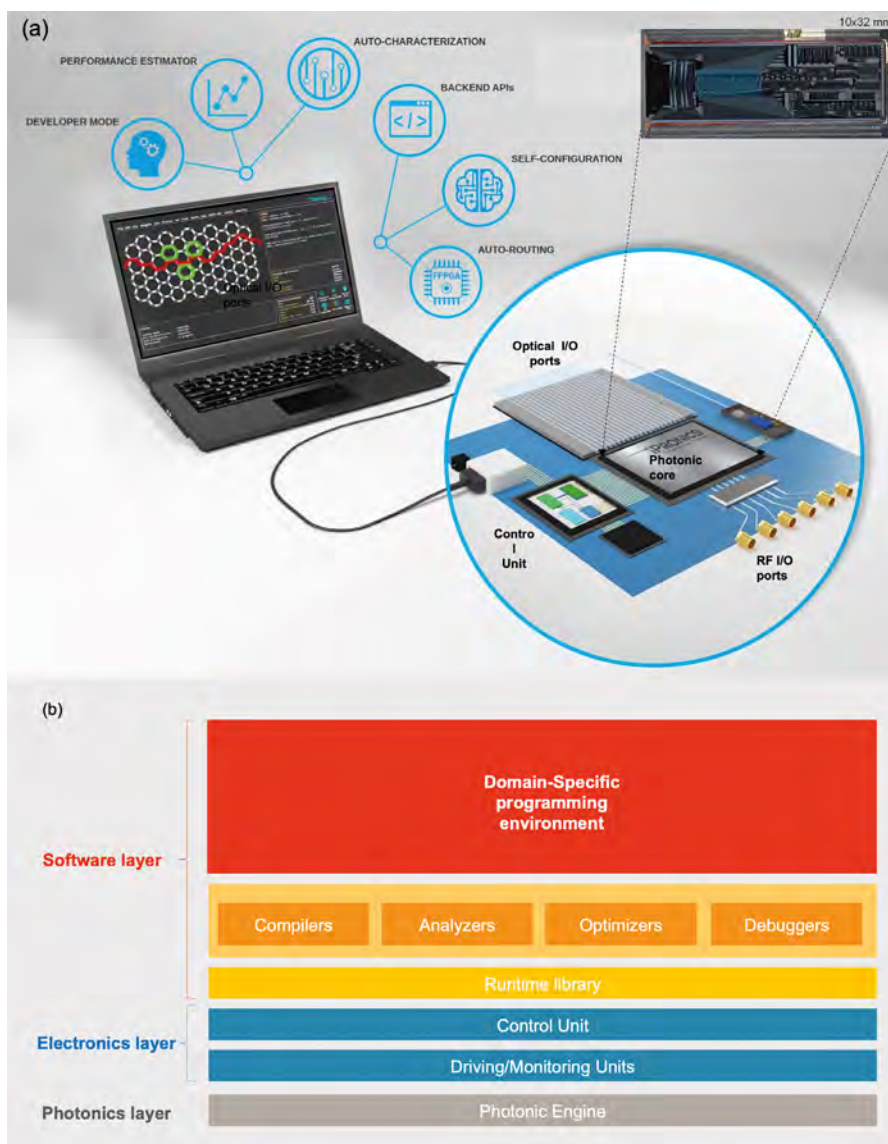 (a)
10x32 mm
AUTO-CHARACTERIZATION
PERFORMANCE ESTIMATOR
BACKEND APIs
DEVELOPER MODE
</>
SELF-CONFIGURATION
AUTO-ROUTING
FPPGA
Optical I/O
ports
Optical I/O
ports
iPRONICS
Photonic
core
Contro
l
Unit
RF I/O
ports
(b)
Domain-Specific
programming
environment
Software layer
Compilers
Analyzers
Optimizers
Debuggers
Runtime library
Control Unit
Electronics layer
Driving/Monitoring Units
Photonics layer
Photonic Engine